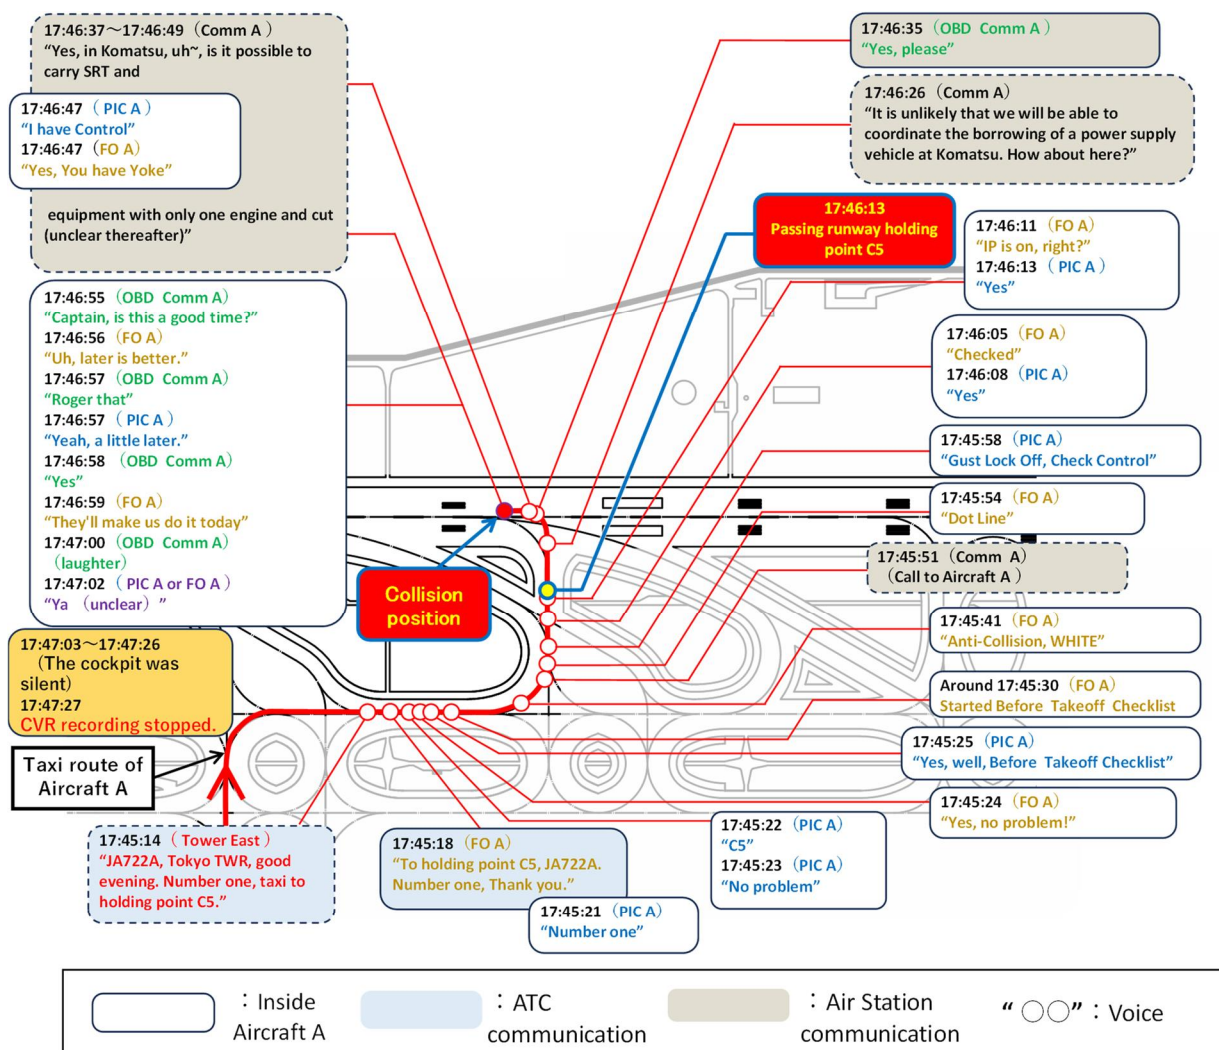 17:46:37～17:46:49（Comm A）
“Yes, in Komatsu, uh~, is it possible to
carry SRT and
17:46:47（PIC A）
“I have Control”
17:46:47（FO A）
“Yes, You have Yoke”
equipment with only one engine and cut
(unclear thereafter)”
17:46:55（OBD Comm A）
“Captain, is this a good time?”
17:46:56（FO A）
“Uh, later is better.”
17:46:57（OBD Comm A）
“Roger that”
17:46:57（PIC A）
“Yeah, a little later.”
17:46:58（OBD Comm A）
“Yes”
17:46:59（FO A）
“They'll make us do it today”
17:47:00（OBD Comm A）
（laughter）
17:47:02（PIC A or FO A）
“Ya （unclear）”
17:47:03～17:47:26
（The cockpit was
silent)
17:47:27
CVR recording stopped.
Taxi route of
Aircraft A
17:45:14（Tower East）
“JA722A, Tokyo TWR, good
evening. Number one, taxi to
holding point C5.”
17:45:18（FO A）
“To holding point C5, JA722A.
Number one, Thank you.”
17:45:21（PIC A）
“Number one”
17:45:22（PIC A）
“C5”
17:45:23（PIC A）
“No problem”
Collision
position
17:46:35（OBD Comm A）
“Yes, please”
17:46:26（Comm A）
“It is unlikely that we will be able to
coordinate the borrowing of a power supply
vehicle at Komatsu. How about here?”
17:46:13
Passing runway holding
point C5
17:46:11（FO A）
“IP is on, right?”
17:46:13（PIC A）
“Yes”
17:46:05（FO A）
“Checked”
17:46:08（PIC A）
“Yes”
17:45:58（PIC A）
“Gust Lock Off, Check Control”
17:45:54（FO A）
“Dot Line”
17:45:51（Comm A）
（Call to Aircraft A）
17:45:41（FO A）
“Anti-Collision, WHITE”
Around 17:45:30（FO A）
Started Before Takeoff Checklist
17:45:25（PIC A）
“Yes, well, Before Takeoff Checklist”
17:45:24（FO A）
“Yes, no problem!”
：Inside
Aircraft A
：ATC
communication
：Air Station
communication
“ ○○”：Voice